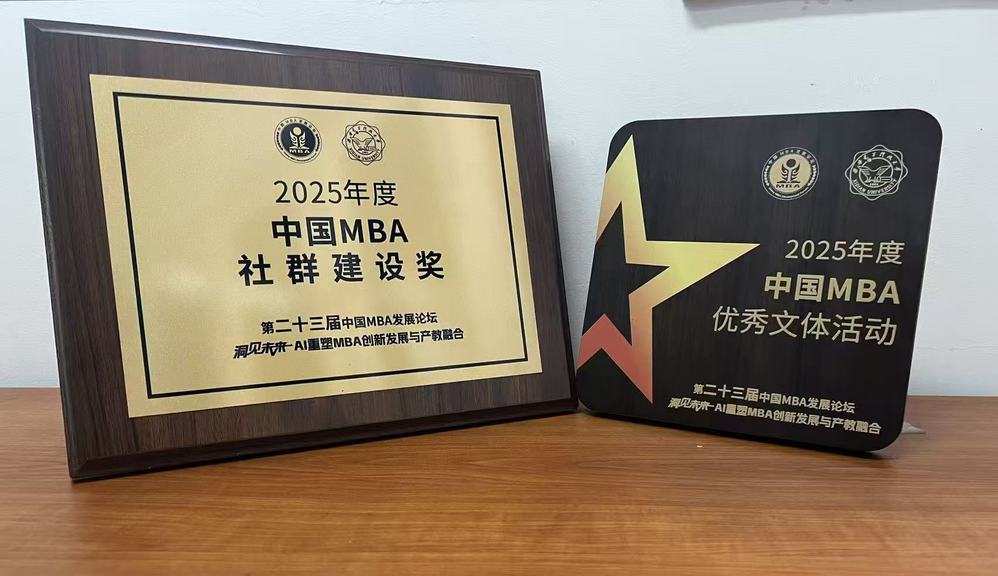 MBA
2025年度
中国MBA
社群建设奖
第二十三届中国MBA发展论坛
洞见未来—AI重塑MBA创新发展与产教融合
MBA
2025年度
中国MBA
优秀文体活动
第二十三届中国MBA发展论坛
洞见未来—AI重塑MBA创新发展与产教融合